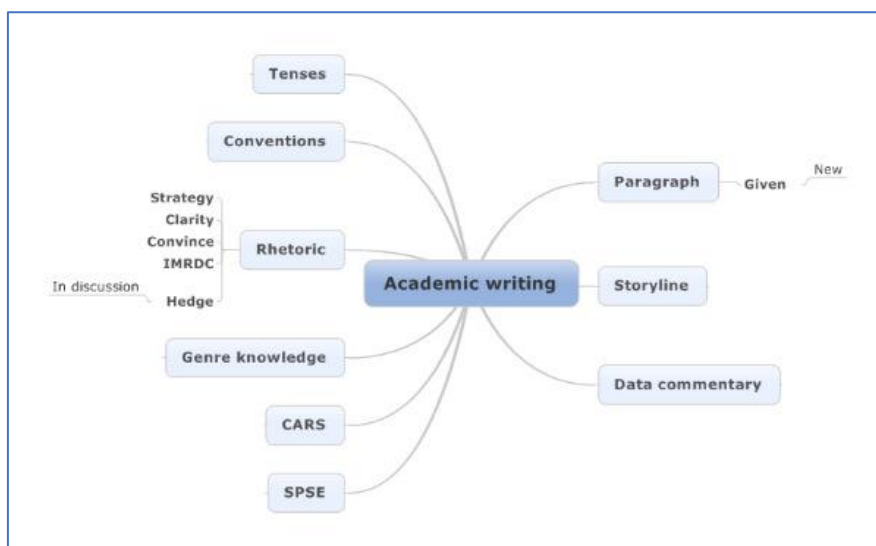 Tenses
Conventions
Strategy
Clarity
Convince
IMRDC
In discussion
Hedge
Rhetoric
Genre knowledge
CARS
SPSE
Academic writing
Paragraph
Given
New
Storyline
Data commentary